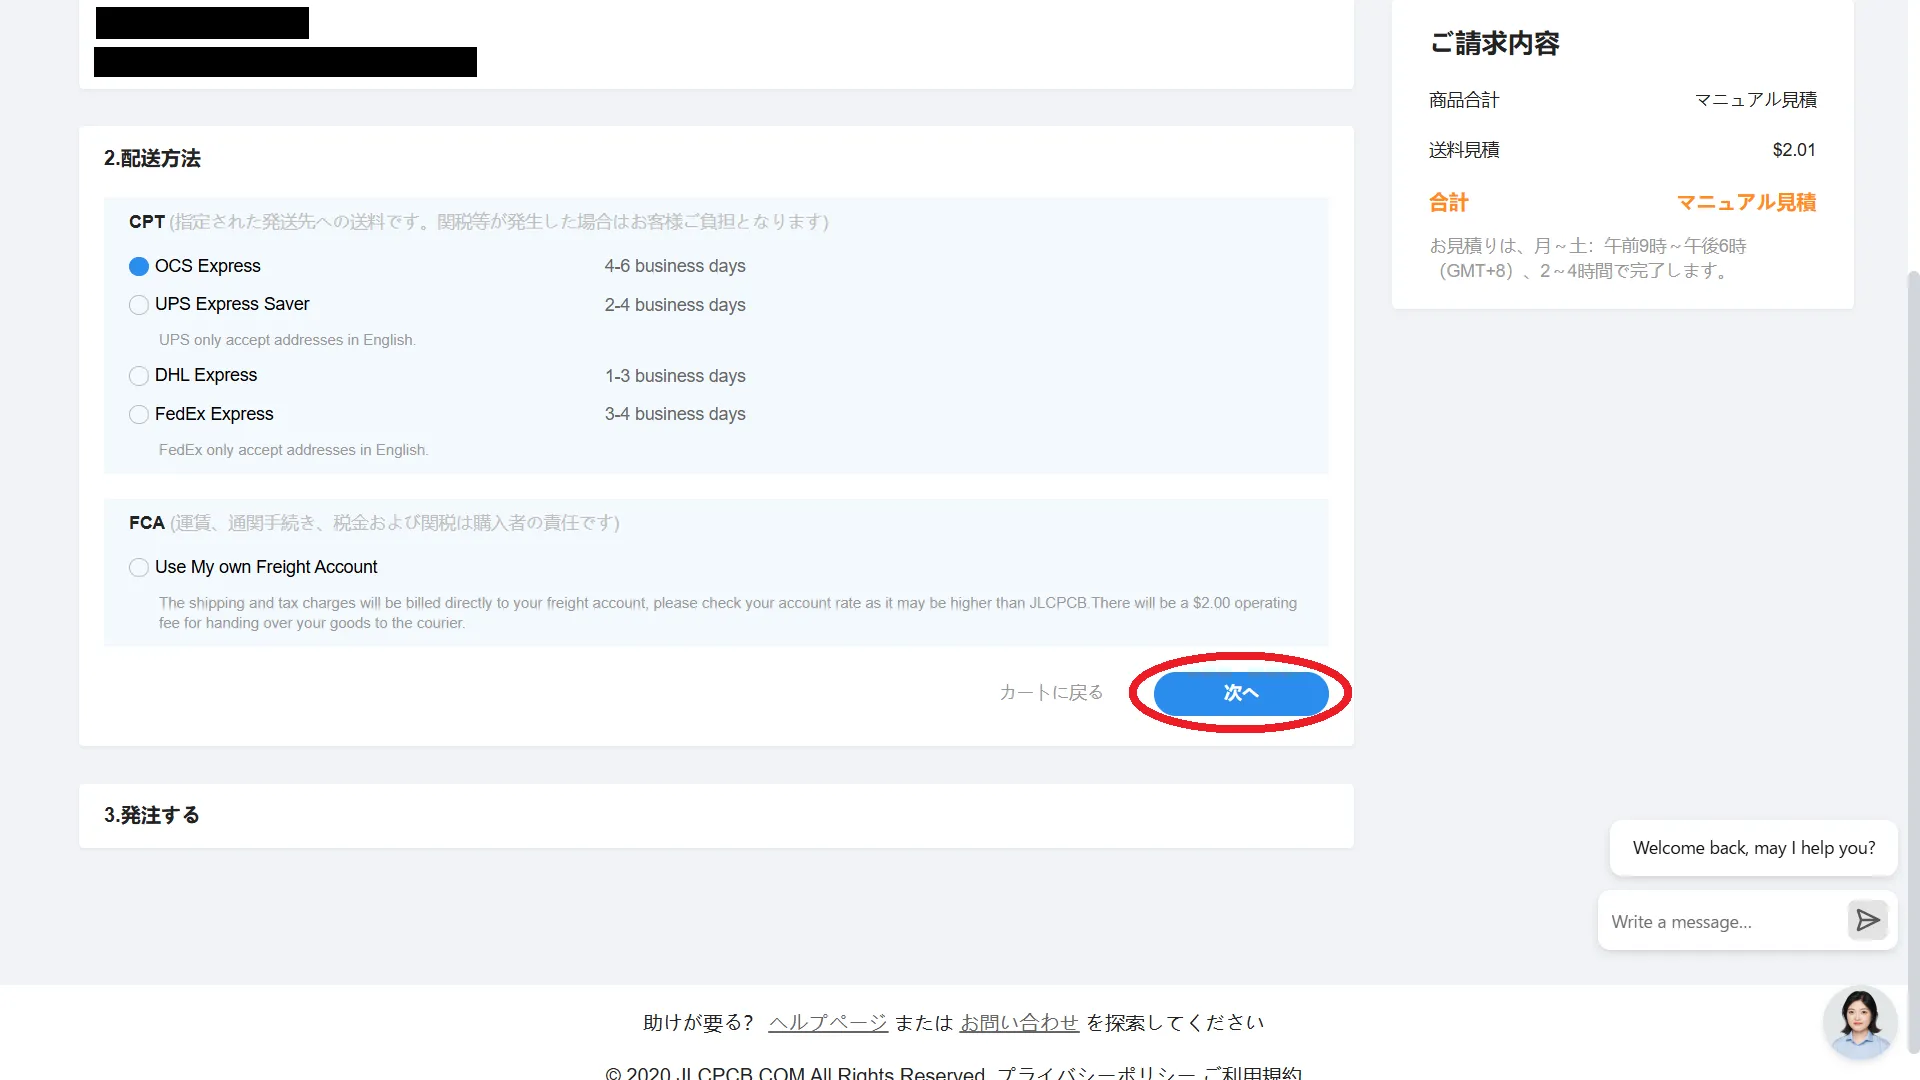 2.配送方法
CPT (指定された発送先への送料です。関税等が発生した場合はお客様ご負担となります)
OCS Express 4-6 business days
UPS Express Saver 2-4 business days
UPS only accept addresses in English.
DHL Express 1-3 business days
FedEx Express 3-4 business days
FedEx only accept addresses in English.
FCA (運賃、通関手続き、税金および関税は購入者の責任です)
Use My own Freight Account
The shipping and tax charges will be billed directly to your freight account, please check your account rate as it may be higher than JLCPCB.There will be a $2.00 operating
fee for handing over your goods to the courier.
カートに戻る 次へ
3.発注する
ご請求内容
商品合計 マニュアル見積
送料見積 $2.01
合計 マニュアル見積
お見積りは、月～土：午前9時～午後6時
（GMT+8）、2～4時間で完了します。
Welcome back, may I help you?
Write a message...
助けが要る？ ヘルプページ または お問い合わせ を探索してください
© 2020 JLCPCB.COM All Rights Reserved. プライバシーポリシー ご利用規約